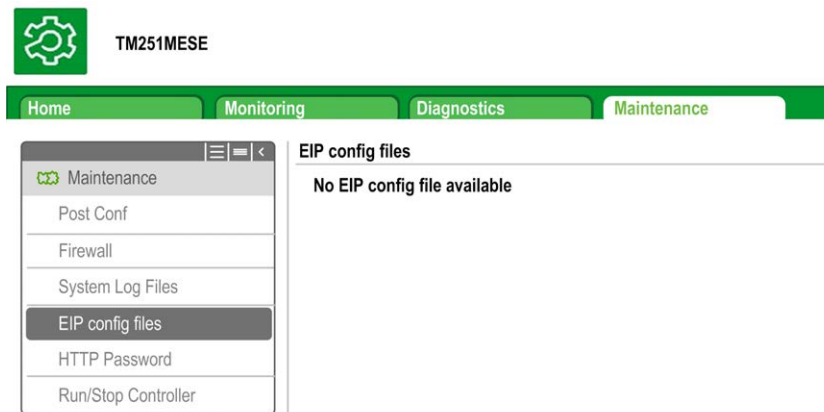 TM251MESE
Home
Monitoring
Diagnostics
Maintenance
EIP config files
Maintenance
No EIP config file available
Post Conf
Firewall
System Log Files
EIP config files
HTTP Password
Run/Stop Controller